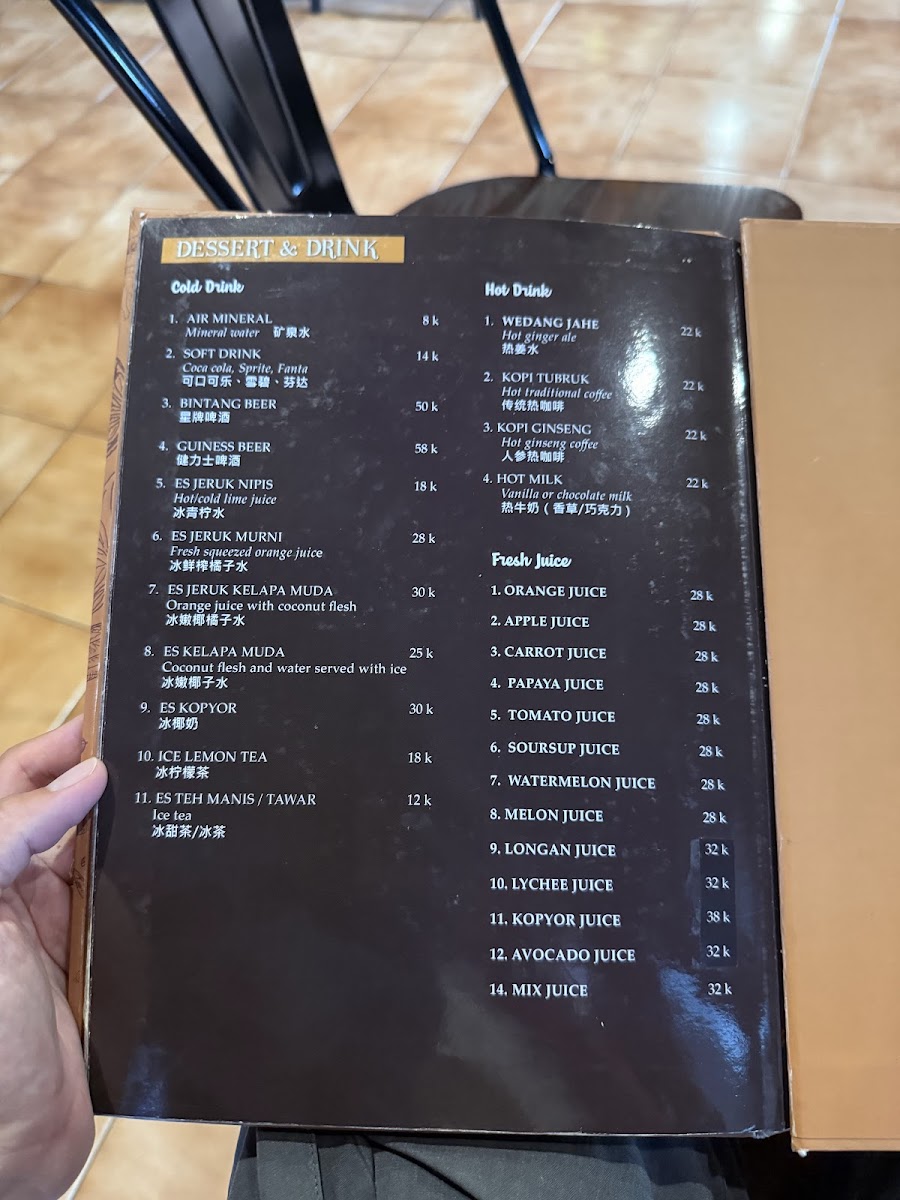 DESSERT & DRINK
Cold Drink
1. AIR MINERAL 8 k
Mineral water 矿泉水
2. SOFT DRINK 14 k
Coca cola, Sprite, Fanta
可口可乐、雪碧、芬达
3. BINTANG BEER 50 k
星牌啤酒
4. GUINESS BEER 58 k
健力士啤酒
5. ES JERUK NIPIS 18 k
Hot/cold lime juice
冰青柠水
6. ES JERUK MURNI 28 k
Fresh squeezed orange juice
冰鲜榨橘子水
7. ES JERUK KELAPA MUDA 30 k
Orange juice with coconut flesh
冰嫩椰橘子水
8. ES KELAPA MUDA 25 k
Coconut flesh and water served with ice
冰嫩椰子水
9. ES KOPYOR 30 k
冰椰奶
10. ICE LEMON TEA 18 k
冰柠檬茶
11. ES TEH MANIS / TAWAR 12 k
Ice tea
冰甜茶/冰茶
Hot Drink
1. WEDANG JAHE 22 k
Hot ginger ale
热姜水
2. KOPI TUBRUK 22 k
Hot traditional coffee
传统热咖啡
3. KOPI GINSENG 22 k
Hot ginseng coffee
人参热咖啡
4. HOT MILK 22 k
Vanilla or chocolate milk
热牛奶 ( 香草/巧克力 )
Fresh Juice
1. ORANGE JUICE 28 k
2. APPLE JUICE 28 k
3. CARROT JUICE 28 k
4. PAPAYA JUICE 28 k
5. TOMATO JUICE 28 k
6. SOURSUP JUICE 28 k
7. WATERMELON JUICE 28 k
8. MELON JUICE 28 k
9. LONGAN JUICE 32 k
10. LYCHEE JUICE 32 k
11. KOPYOR JUICE 38 k
12. AVOCADO JUICE 32 k
14. MIX JUICE 32 k